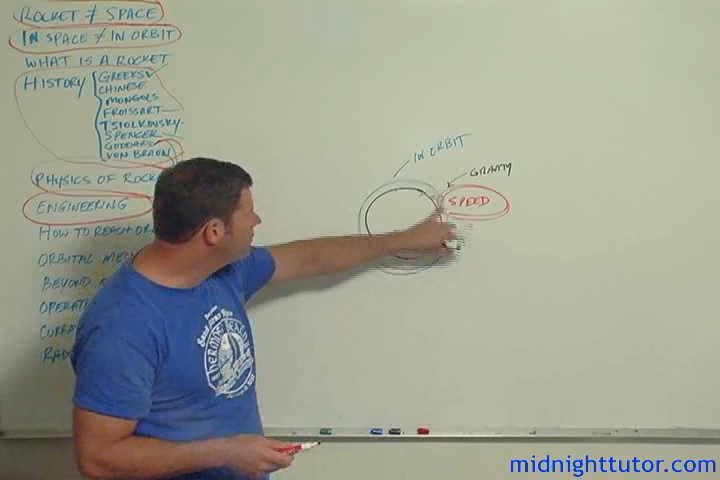 ROCKET ≠ SPACE
IN SPACE ≠ IN ORBIT
WHAT IS A ROCKET
HISTORY
GREEKS
CHINESE
MONGOLS
FROISSART
TSIOLKOVSKY
SPENCER
GODDARD
VON BRAUN
PHYSICS OF ROCKE
ENGINEERING
HOW TO REACH OR
ORBITAL ME
BEYOND
OPERAT
CURR
RAD
IN ORBIT
GRAVITY
SPEED
midnighttutor.com